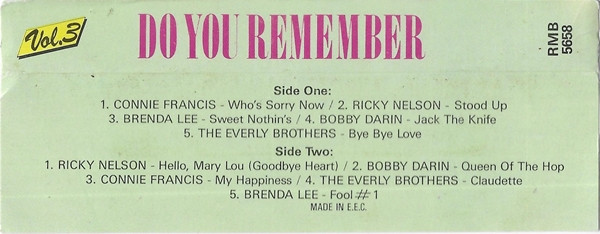 Vol.3
DO YOU REMEMBER
RMB
5658
Side One:
1. CONNIE FRANCIS - Who's Sorry Now / 2. RICKY NELSON - Stood Up
3. BRENDA LEE - Sweet Nothin's / 4. BOBBY DARIN - Jack The Knife
5. THE EVERLY BROTHERS - Bye Bye Love
Side Two:
1. RICKY NELSON - Hello, Mary Lou (Goodbye Heart) / 2. BOBBY DARIN - Queen Of The Hop
3. CONNIE FRANCIS - My Happiness / 4. THE EVERLY BROTHERS - Claudette
5. BRENDA LEE - Fool #1
MADE IN E.E.C.